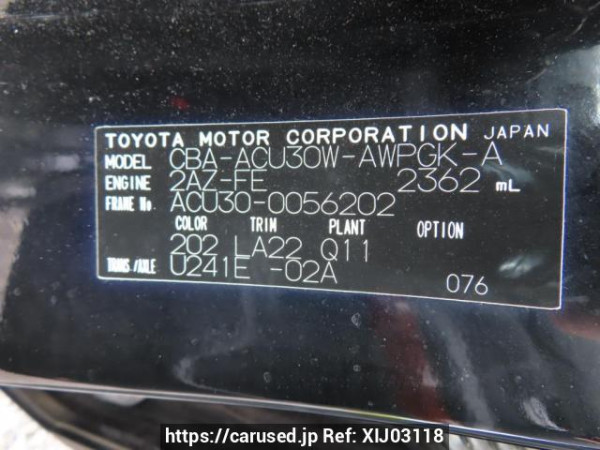 TOYOTA MOTOR CORPORATION JAPAN
MODEL CBA-ACU30W-AWPGK-A
ENGINE 2AZ-FE 2362 mL
FRAME No. ACU30-0056202
COLOR TRIM PLANT OPTION
202 LA22 Q11
TRANS./AXLE U241E -02A
076
https://carused.jp Ref: XIJ03118